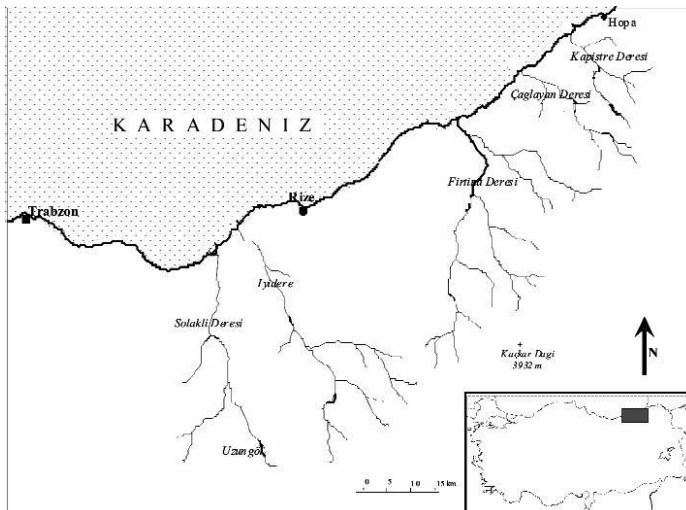 Hopa
Kapistre Deresi
Çaglayan Deresi
KARADENIZ
Firtina Deresi
Rize
Trabzon
Iyidere
Solakli Deresi
Kaçkar Dagi
3932 m
N
Uzungöl
0 5 15 km